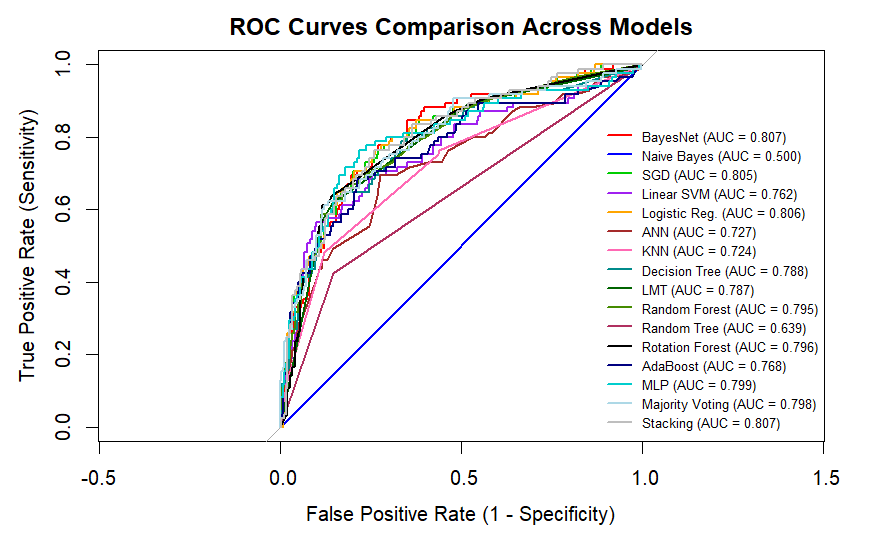 ROC Curves Comparison Across Models
True Positive Rate (Sensitivity)
1.0
0.8
0.6
0.4
0.2
0.0
BayesNet (AUC = 0.807)
Naive Bayes (AUC = 0.500)
SGD (AUC = 0.805)
Linear SVM (AUC = 0.762)
Logistic Reg. (AUC = 0.806)
ANN (AUC = 0.727)
KNN (AUC = 0.724)
Decision Tree (AUC = 0.788)
LMT (AUC = 0.787)
Random Forest (AUC = 0.795)
Random Tree (AUC = 0.639)
Rotation Forest (AUC = 0.796)
AdaBoost (AUC = 0.768)
MLP (AUC = 0.799)
Majority Voting (AUC = 0.798)
Stacking (AUC = 0.807)
-0.5 0.0 0.5 1.0 1.5
False Positive Rate (1 - Specificity)